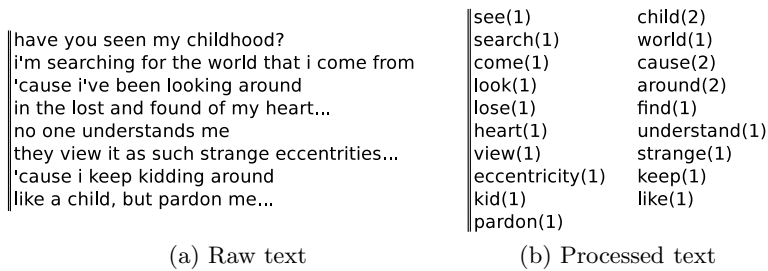 have you seen my childhood?
i'm searching for the world that i come from
'cause i've been looking around
in the lost and found of my heart...
no one understands me
they view it as such strange eccentrities...
'cause i keep kidding around
like a child, but pardon me...
(a) Raw text
see(1) child(2)
search(1) world(1)
come(1) cause(2)
look(1) around(2)
lose(1) find(1)
heart(1) understand(1)
view(1) strange(1)
eccentricity(1) keep(1)
kid(1) like(1)
pardon(1)
(b) Processed text